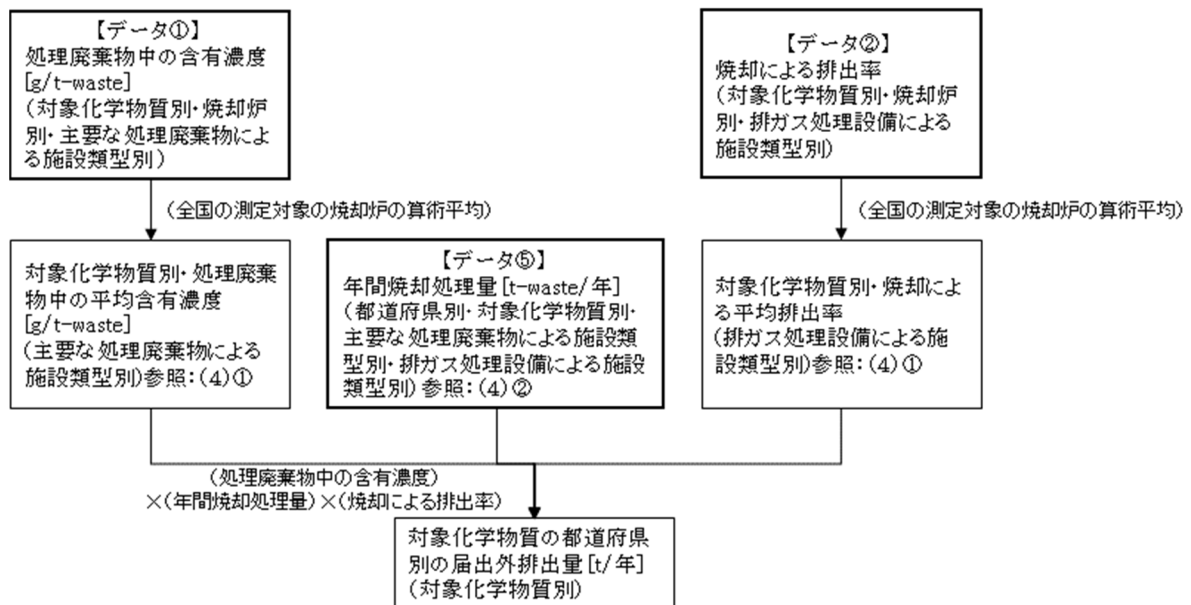 【データ①】
処理廃棄物中の含有濃度
[g/t-waste]
(対象化学物質別・焼却炉
別・主要な処理廃棄物によ
る施設類型別)
【データ②】
焼却による排出率
(対象化学物質別・焼却炉
別・排ガス処理設備による
施設類型別)
(全国の測定対象の焼却炉の算術平均)
(全国の測定対象の焼却炉の算術平均)
対象化学物質別・処理廃棄
物中の平均含有濃度
[g/t-waste]
(主要な処理廃棄物による
施設類型別)参照:(4)①
【データ⑤】
年間焼却処理量[t-waste/年]
(都道府県別・対象化学物質別・
主要な処理廃棄物による施設類
型別・排ガス処理設備による施設
類型別)参照:(4)②
対象化学物質別・焼却によ
る平均排出率
(排ガス処理設備による施
設類型別)参照:(4)①
(処理廃棄物中の含有濃度)
×(年間焼却処理量)×(焼却による排出率)
対象化学物質の都道府県
別の届出外排出量[t/年]
(対象化学物質別)